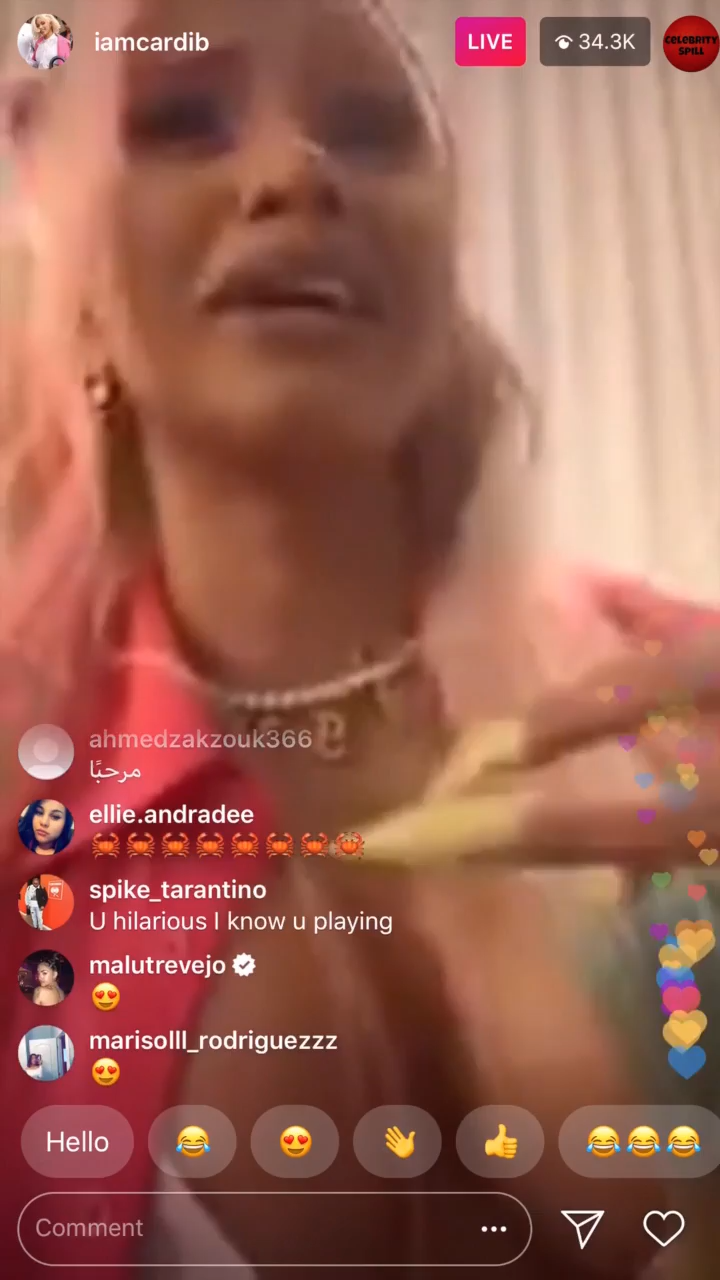 iamcardib
LIVE
34.3K
CELEBRITY
SPILL
ahmedzakzouk366
مرحبًا
ellie.andradee
🦀🦀🦀🦀🦀🦀🦀🦀
spike_tarantino
U hilarious I know u playing
malutrevejo
😍
marisolll_rodriguezzz
😍
Hello 😂 😍 👋 👍 😂😂😂
Comment